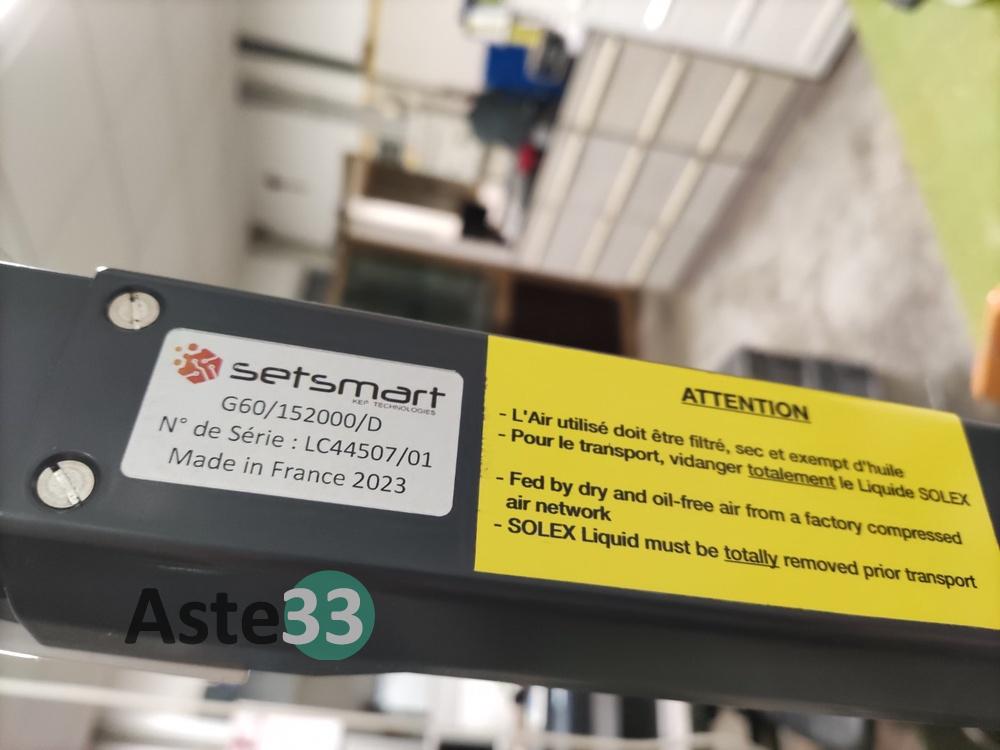 setsmart
KEP TECHNOLOGIES
G60/152000/D
N° de Série : LC44507/01
Made in France 2023
ATTENTION
- L'Air utilisé doit être filtré, sec et exempt d'huile
- Pour le transport, vidanger totalement le Liquide SOLEX
- Fed by dry and oil-free air from a factory compressed
air network
- SOLEX Liquid must be totally removed prior transport
Aste33